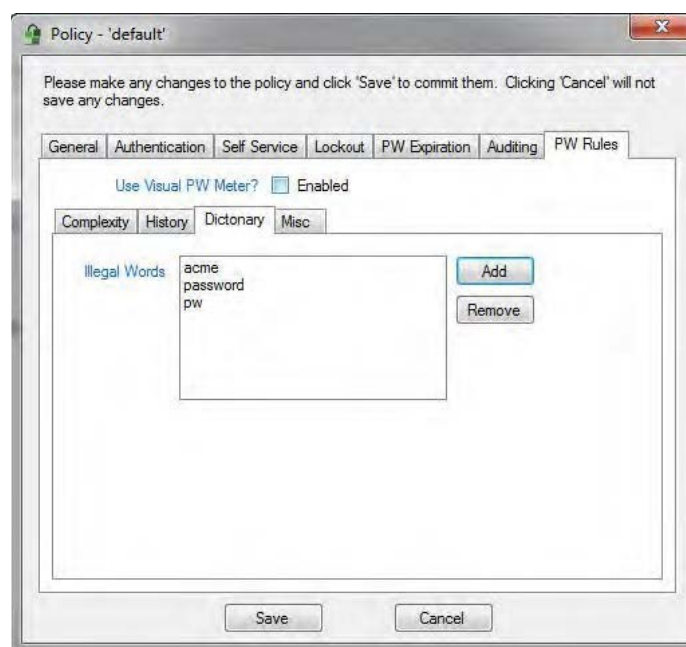 Policy - 'default'
Please make any changes to the policy and click 'Save' to commit them. Clicking 'Cancel' will not
save any changes.
General Authentication Self Service Lockout PW Expiration Auditing PW Rules
Use Visual PW Meter? Enabled
Complexity History Dictonary Misc
Illegal Words
acme
password
pw
Add
Remove
Save Cancel